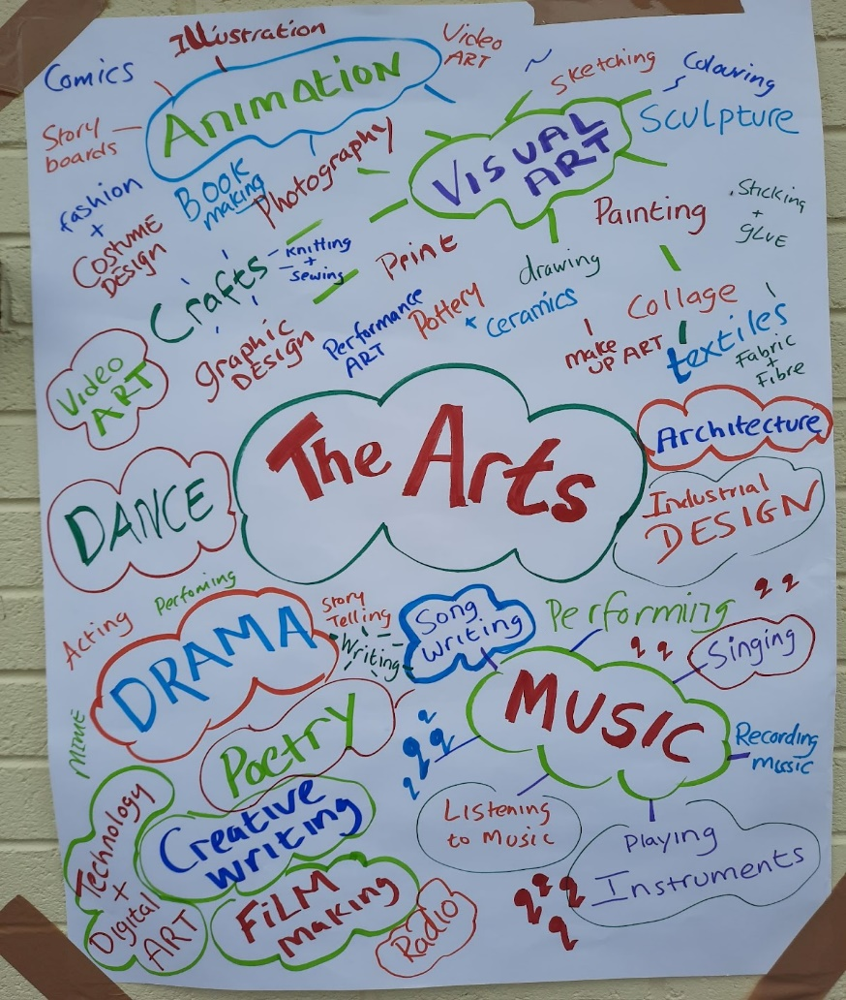 Illustration
Video
ART
Comics
Animation
Sketching
Colouring
Story
boards
VISUAL
ART
Sculpture
Photography
Book
making
fashion
+
Costume
DESIGN
Sticking
+
GLUE
Painting
Knitting
+
Sewing
Print
drawing
Crafts
Performance
ART
Pottery
Ceramics
Collage
make
UP ART
textiles
Fabric
+
Fibre
graphic
DESIGN
Video
ART
The Arts
Architecture
DANCE
Industrial
DESIGN
Perfoming
Acting
Story
Telling
Writing
DRAMA
Song
writing
Performing
Singing
MUSIC
Recording
music
MIME
Poetry
Listening
to Music
Playing
Instruments
Technology
+
Digital
ART
Creative
writing
FiLM
making
Radio